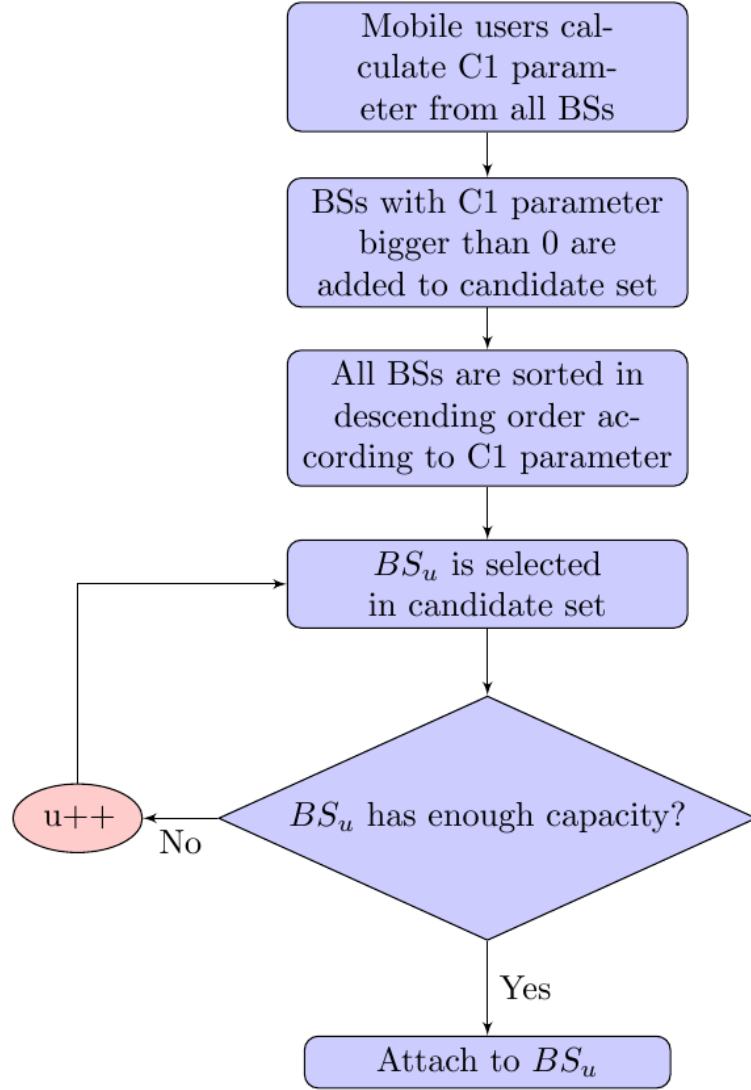 Mobile users cal-
culate C1 param-
eter from all BSs
BSs with C1 parameter
bigger than 0 are
added to candidate set
All BSs are sorted in
descending order ac-
cording to C1 parameter
BS_u is selected
in candidate set
BS_u has enough capacity?
u++
No
Yes
Attach to BS_u